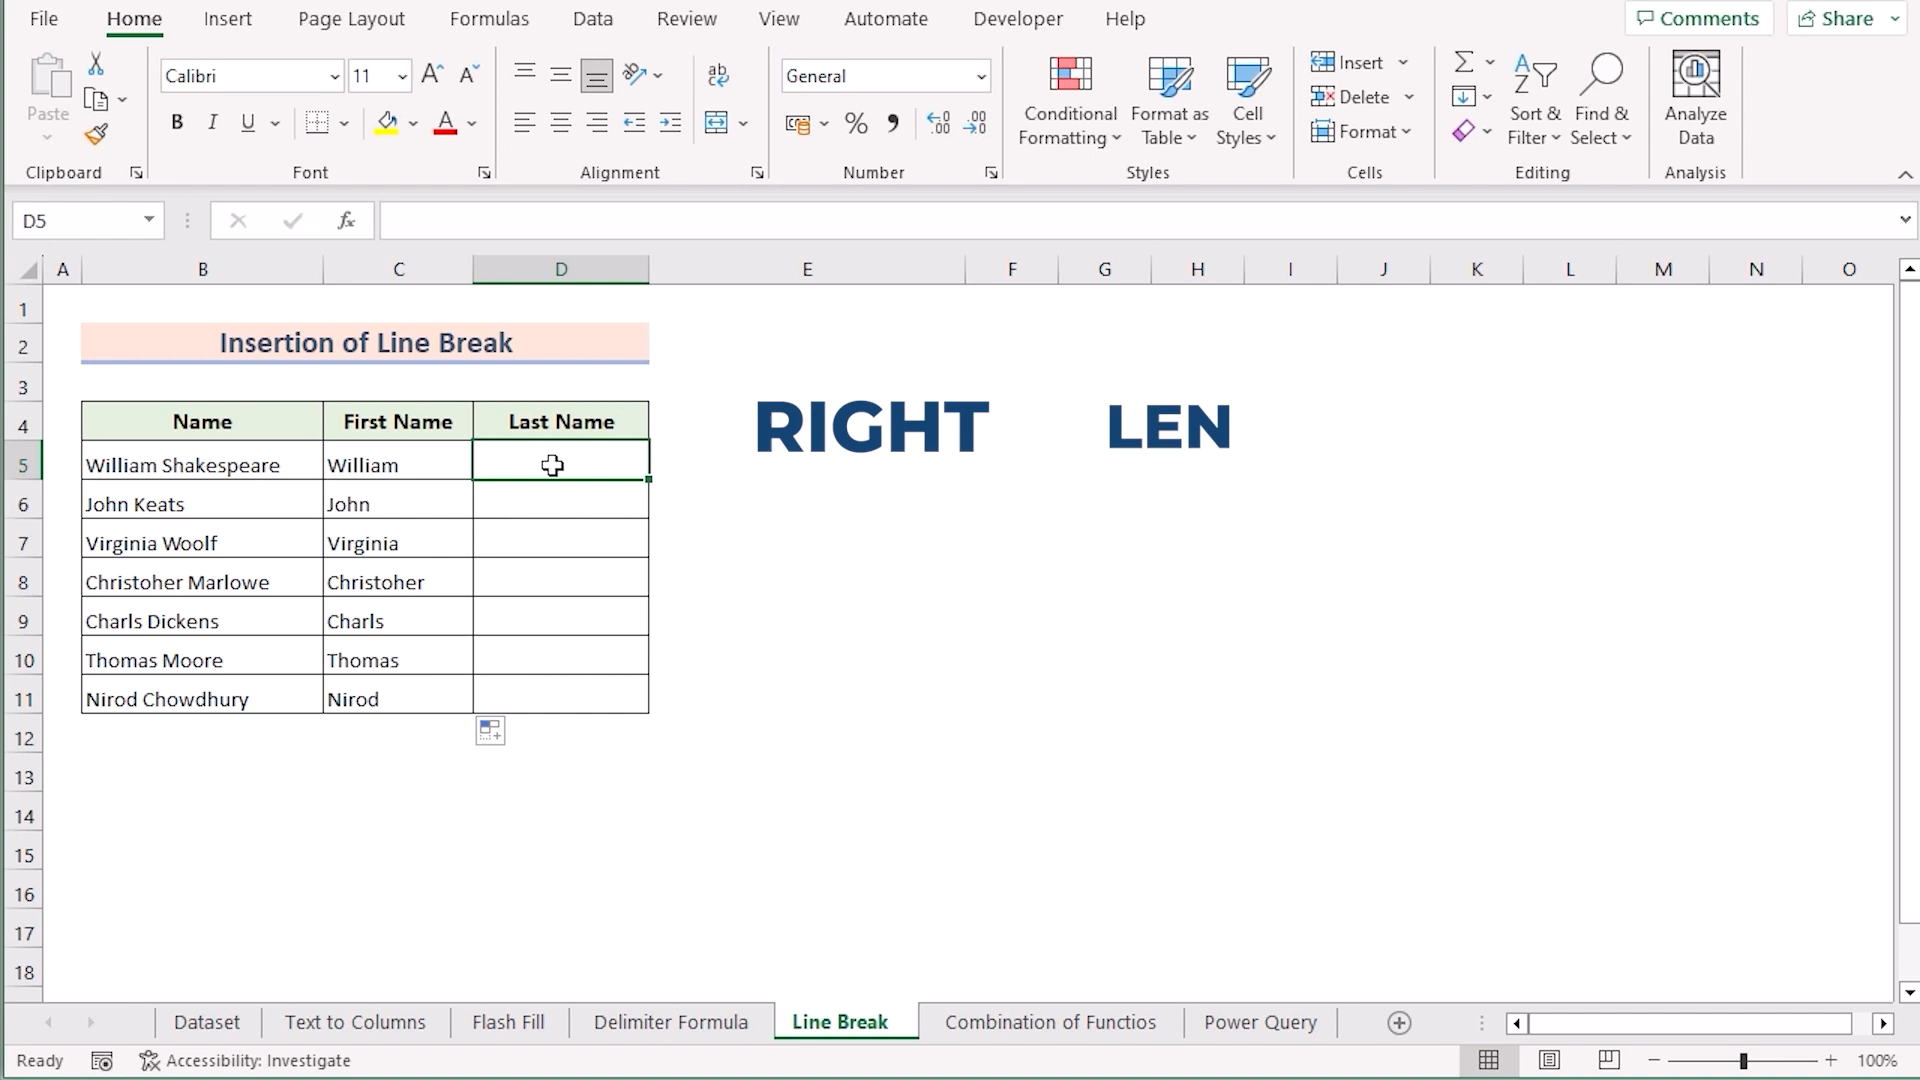 File Home Insert Page Layout Formulas Data Review View Automate Developer Help Comments Share
Paste
Calibri 11
B I U A
ab
General
% 9
Conditional Formatting
Format as Table
Cell Styles
Insert
Delete
Format
Sort & Filter
Find & Select
Analyze Data
Clipboard Font Alignment Number Styles Cells Editing Analysis
D5 fx
A B C D E F G H I J K L M N O
1
2 Insertion of Line Break
3
4 Name First Name Last Name RIGHT LEN
5 William Shakespeare William
6 John Keats John
7 Virginia Woolf Virginia
8 Christoher Marlowe Christoher
9 Charls Dickens Charls
10 Thomas Moore Thomas
11 Nirod Chowdhury Nirod
12
13
14
15
16
17
18
Dataset Text to Columns Flash Fill Delimiter Formula Line Break Combination of Functios Power Query
Ready Accessibility: Investigate 100%